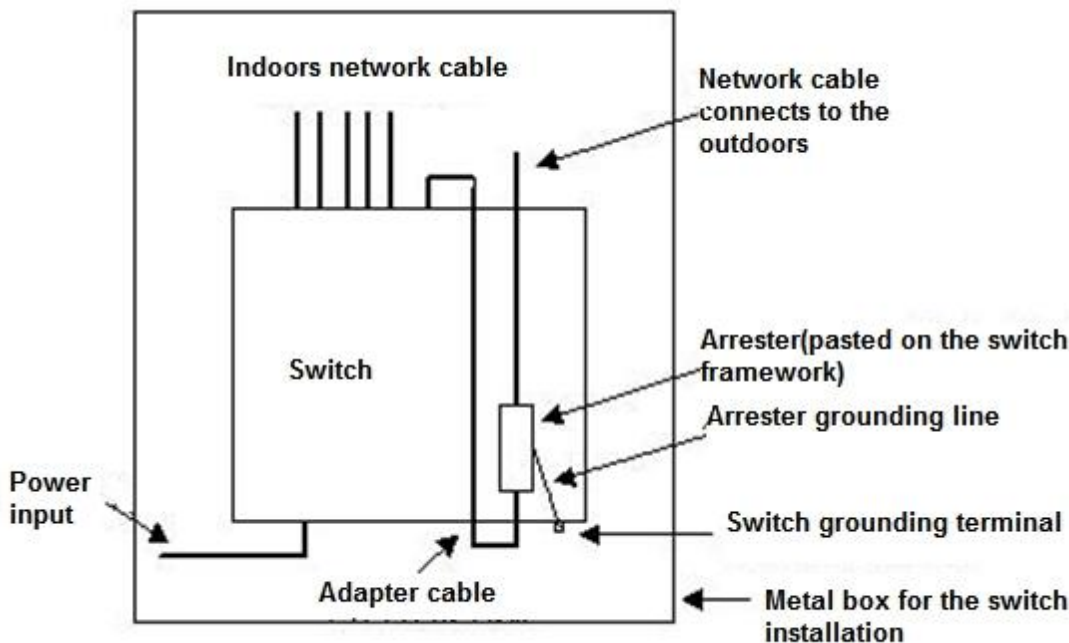 Indoors network cable
Network cable
connects to the
outdoors
Switch
Arrester(pasted on the switch
framework)
Arrester grounding line
Power
input
Switch grounding terminal
Adapter cable
Metal box for the switch
installation